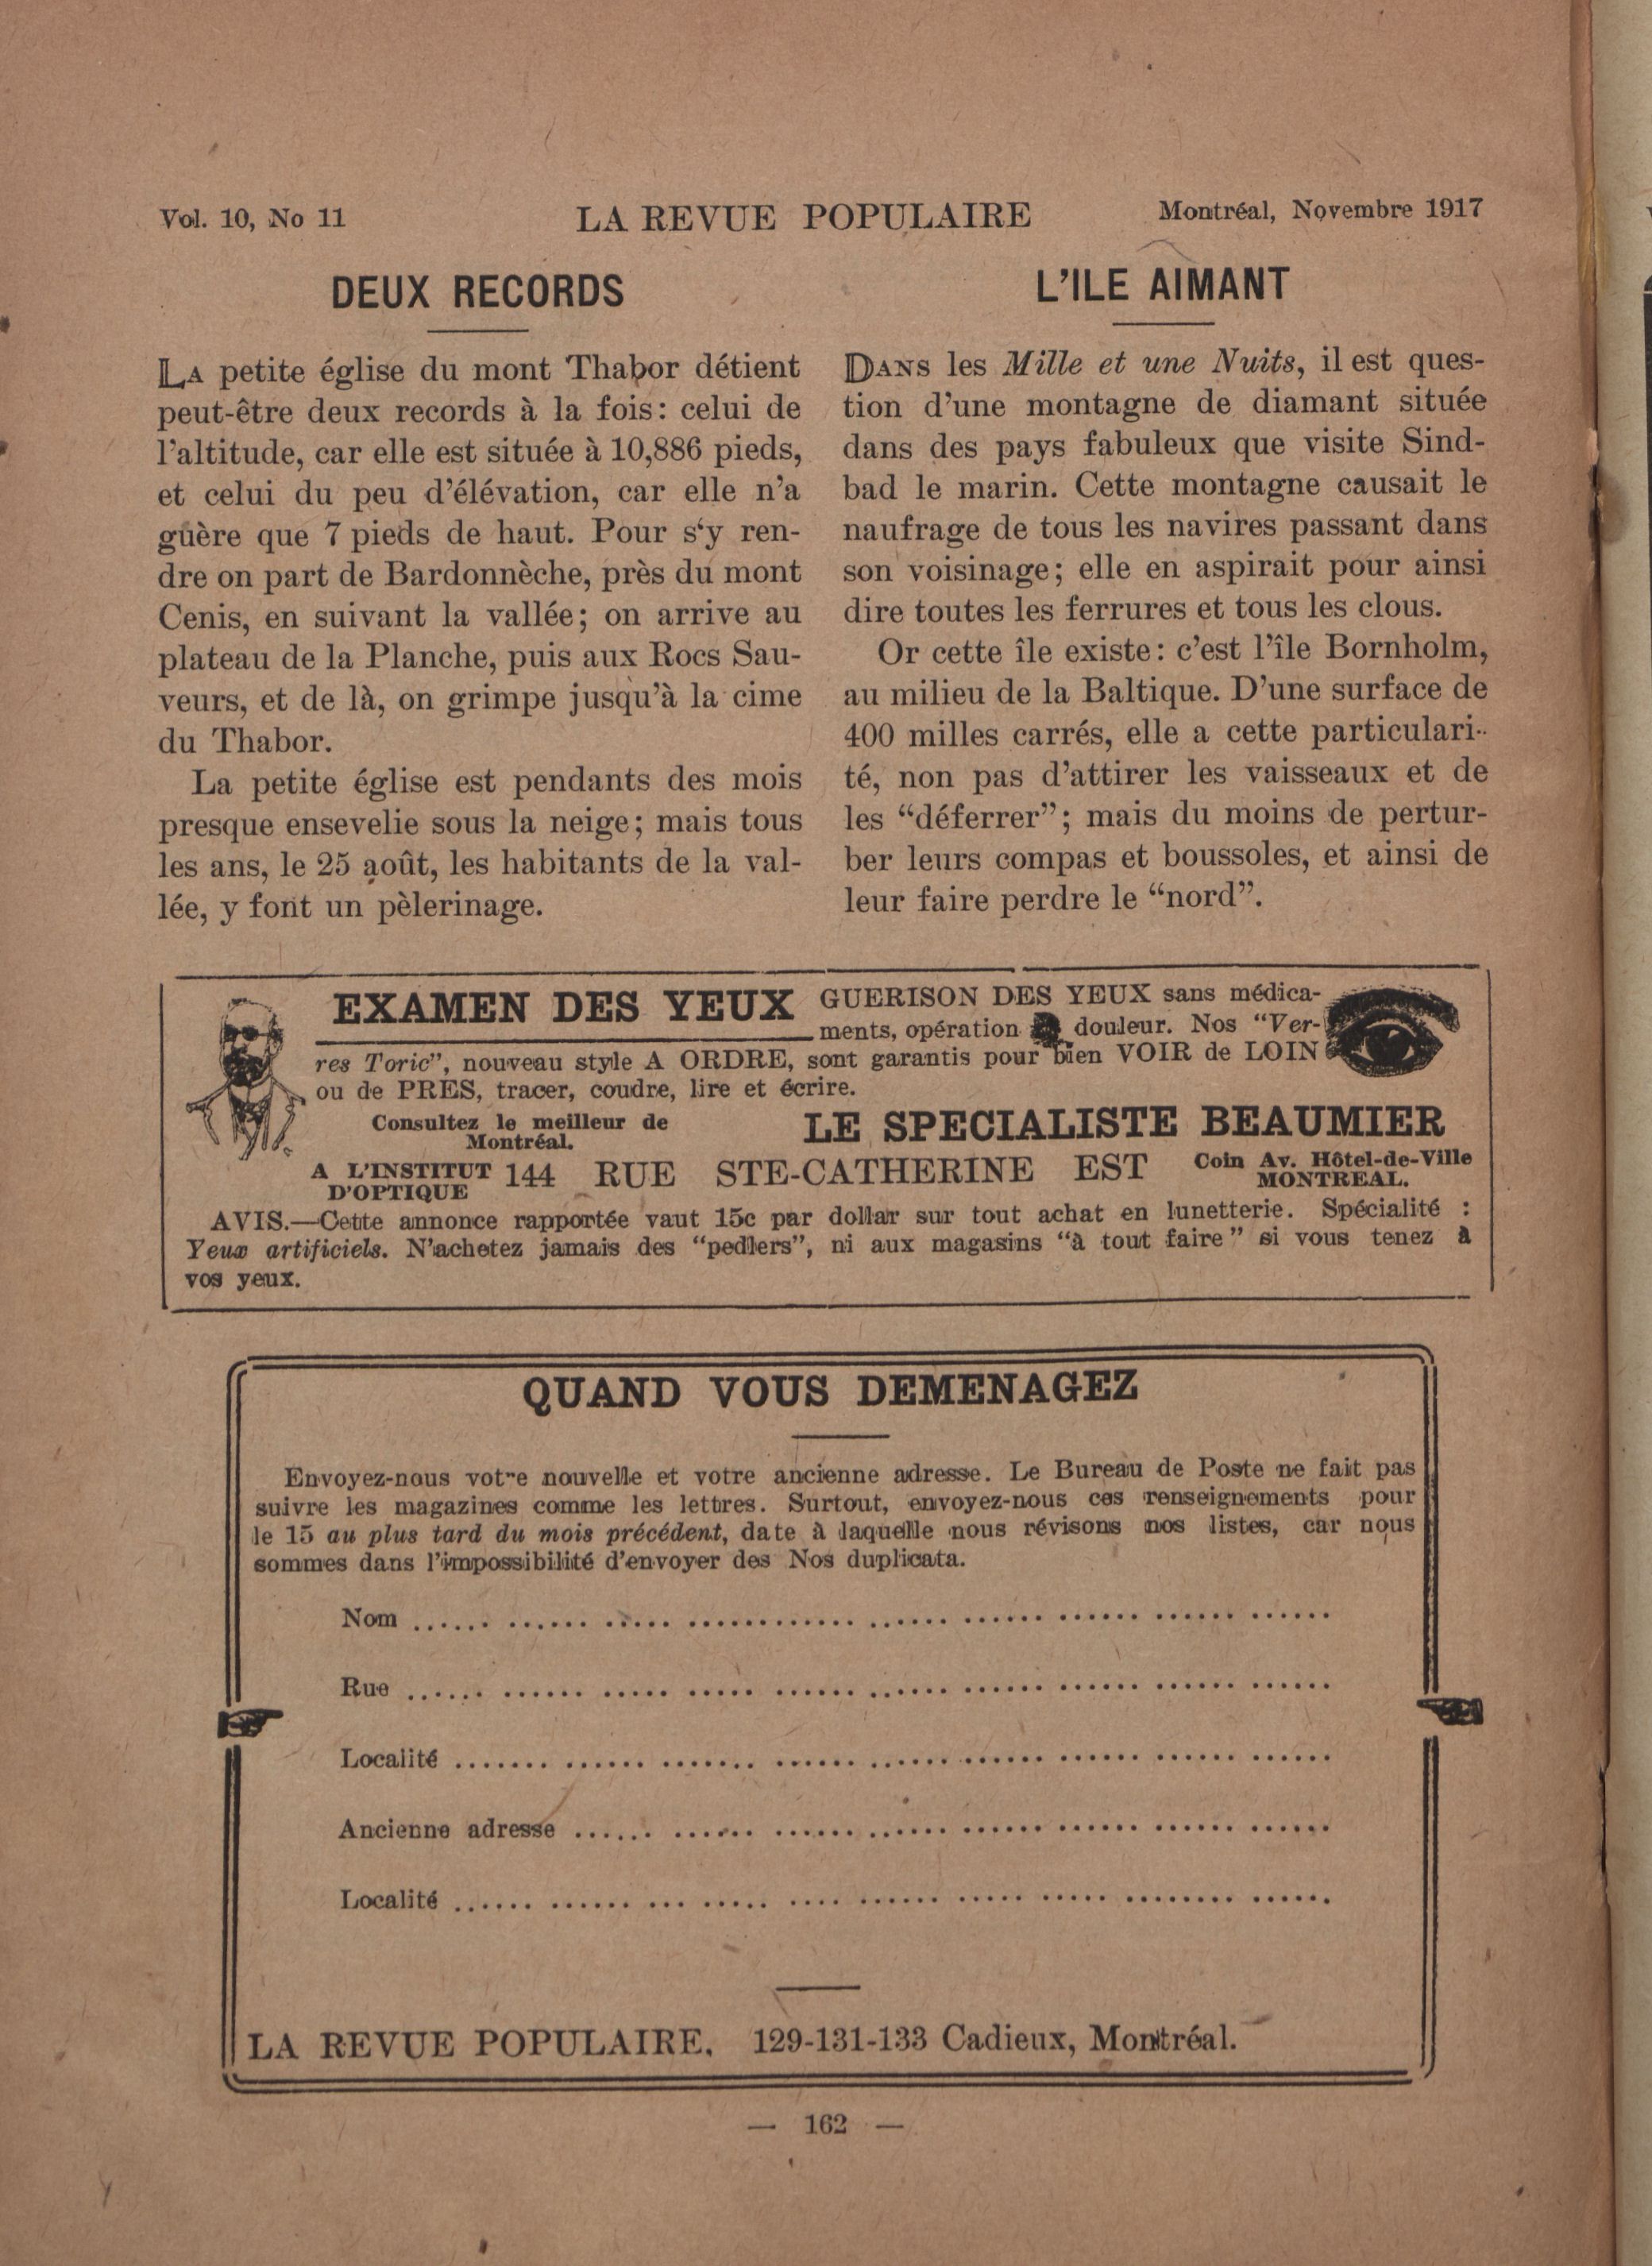 Vol. 10, No 11 LA REVUE POPULAIRE Montréal, Novembre 1917
DEUX RECORDS
LA petite église du mont Thabor détient
peut-être deux records à la fois: celui de
l'altitude, car elle est située à 10,886 pieds,
et celui du peu d'élévation, car elle n'a
guère que 7 pieds de haut. Pour s‘y ren-
dre on part de Bardonnèche, près du mont
Cenis, en suivant la vallée; on arrive au
plateau de la Planche, puis aux Rocs Sau-
veurs, et de là, on grimpe jusqu'à la cime
du Thabor.
La petite église est pendants des mois
presque ensevelie sous la neige; mais tous
les ans, le 25 août, les habitants de la val-
lée, y font un pèlerinage.
L'ILE AIMANT
DANS les Mille et une Nuits, il est ques-
tion d'une montagne de diamant située
dans des pays fabuleux que visite Sind-
bad le marin. Cette montagne causait le
naufrage de tous les navires passant dans
son voisinage; elle en aspirait pour ainsi
dire toutes les ferrures et tous les clous.
Or cette île existe: c'est l'île Bornholm,
au milieu de la Baltique. D'une surface de
400 milles carrés, elle a cette particulari-
té, non pas d'attirer les vaisseaux et de
les “déferrer”; mais du moins de pertur-
ber leurs compas et boussoles, et ainsi de
leur faire perdre le “nord”.
EXAMEN DES YEUX GUERISON DES YEUX sans médica-
ments, opération douleur. Nos “Ver-
res Toric”, nouveau style A ORDRE, sont garantis pour bien VOIR de LOIN
ou de PRES, tracer, coudre, lire et écrire.
Consultez le meilleur de
Montréal.
LE SPECIALISTE BEAUMIER
A L'INSTITUT
D'OPTIQUE
144 RUE STE-CATHERINE EST
Coin Av. Hôtel-de-Ville
MONTREAL.
AVIS.—Cette annonce rapportée vaut 15c par dollar sur tout achat en lunetterie. Spécialité :
Yeux artificiels. N'achetez jamais des “pedlers”, ni aux magasins “à tout faire” si vous tenez à
vos yeux.
QUAND VOUS DEMENAGEZ
Envoyez-nous votre nouvelle et votre ancienne adresse. Le Bureau de Poste ne fait pas
suivre les magazines comme les lettres. Surtout, envoyez-nous ces renseignements pour
le 15 au plus tard du mois précédent, date à laquelle nous révisons nos listes, car nous
sommes dans l'impossibilité d'envoyer des Nos duplicata.
Nom ...... ...... ..... ............ ...... ...... ...... ...... ......
Rue ...... ...... ..... ..... ...... ...... ...... ...... ...... ......
Localité ....... ...... ....... ...... ...... ...... ...... ...... ......
Ancienne adresse ...... ...... ...... ...... ...... ...... ...... ......
Localité ...... ...... ... ..... .... ...... ..... ..... ........ ......
LA REVUE POPULAIRE, 129-131-133 Cadieux, Montréal.
— 162 —